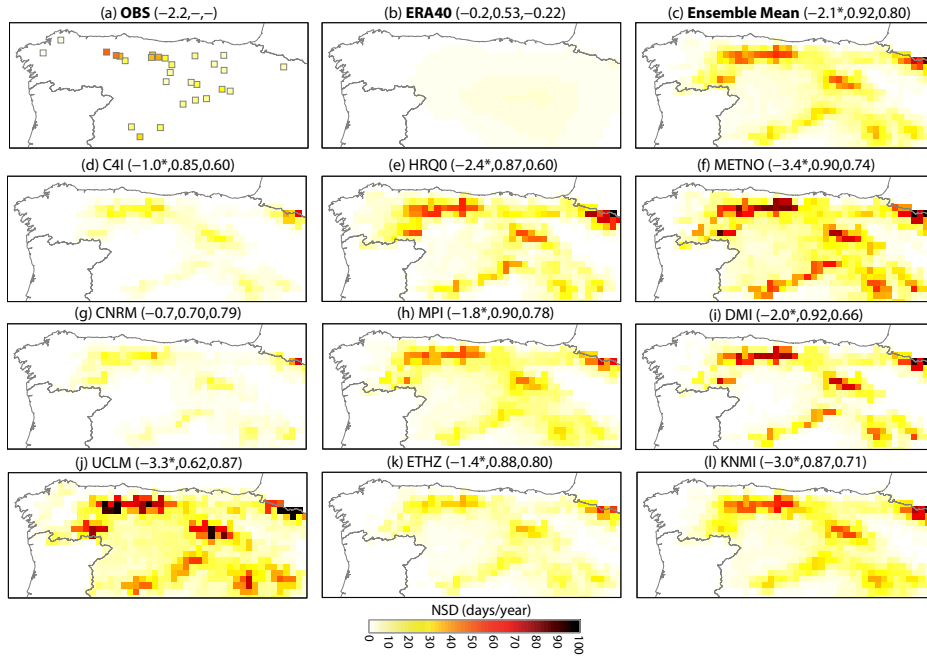 (a) OBS (−2.2,−,−)
(b) ERA40 (−0.2,0.53,−0.22)
(c) Ensemble Mean (−2.1*,0.92,0.80)
(d) C4I (−1.0*,0.85,0.60)
(e) HRQ0 (−2.4*,0.87,0.60)
(f) METNO (−3.4*,0.90,0.74)
(g) CNRM (−0.7,0.70,0.79)
(h) MPI (−1.8*,0.90,0.78)
(i) DMI (−2.0*,0.92,0.66)
(j) UCLM (−3.3*,0.62,0.87)
(k) ETHZ (−1.4*,0.88,0.80)
(l) KNMI (−3.0*,0.87,0.71)
NSD (days/year)
0 10 20 30 40 50 60 70 80 90 100